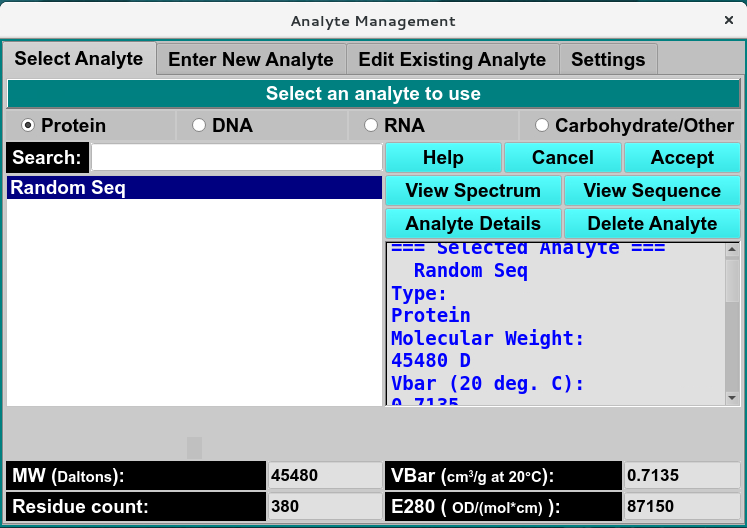 Analyte Management ×
Select Analyte Enter New Analyte Edit Existing Analyte Settings
Select an analyte to use
Protein DNA RNA Carbohydrate/Other
Search: Help Cancel Accept
Random Seq View Spectrum View Sequence
Analyte Details Delete Analyte
=== Selected Analyte ===
Random Seq
Type:
Protein
Molecular Weight:
45480 D
Vbar (20 deg. C):
0.7135
MW (Daltons): 45480 VBar (cm³/g at 20°C): 0.7135
Residue count: 380 E280 ( OD/(mol*cm) ): 87150